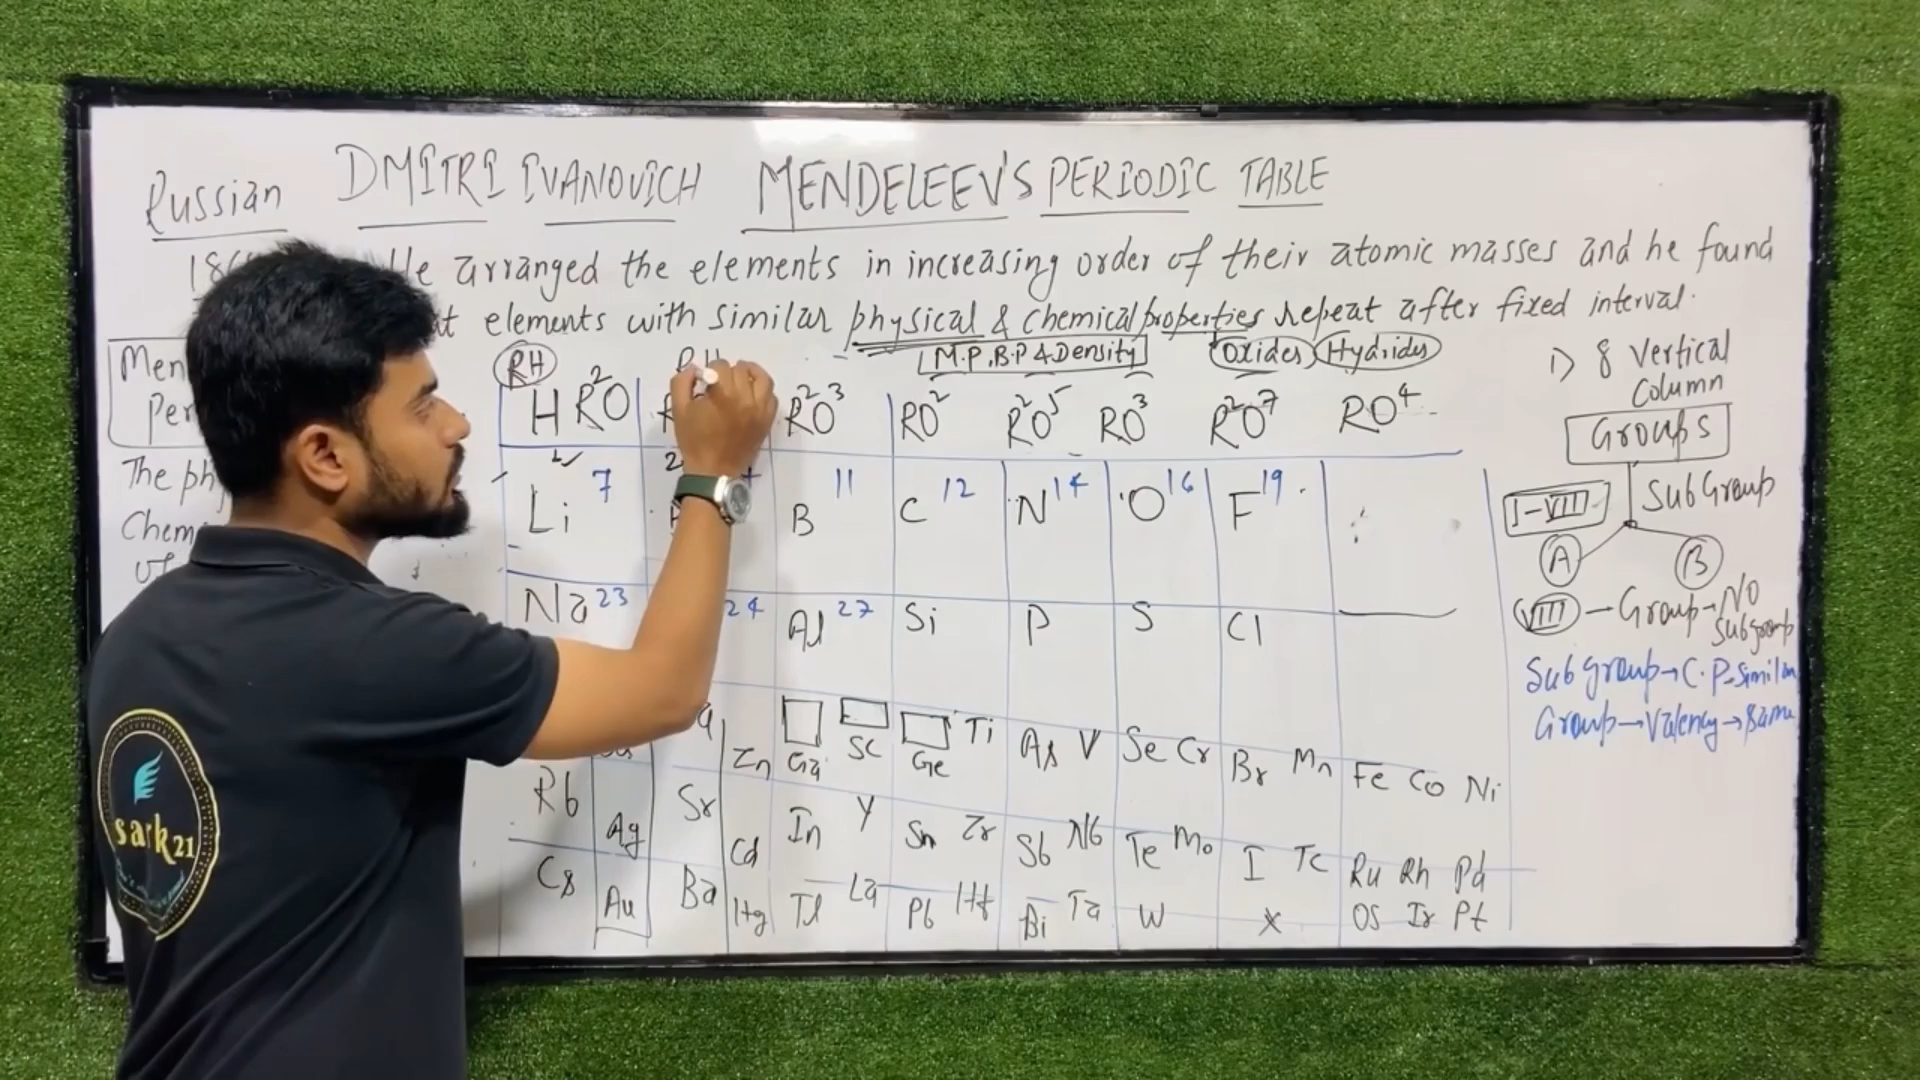 Russian DMITRI IVANOVICH MENDELEEV'S PERIODIC TABLE
He arranged the elements in increasing order of their atomic masses and he found
elements with similar physical & chemical properties repeat after fixed interval.
M.P, B.P & Density Oxides Hydrides
RH RH
H R2O R2O3 RO2 R2O5 RO3 R2O7 RO4
The
Li 7 B 11 C 12 N 14 O 16 F 19
Na 23 24 Al 27 Si P S Cl
Zn Ga Sc Ge Ti As V Se Cr Br Mn Fe Co Ni
Rb Ag Sr Cd In Y Sn Zr Sb Nb Te Mo I Tc Ru Rh Pd
Cs Au Ba Hg Tl La Pb Hf Bi Ta W X OS Ir Pt
1) 8 Vertical
Column
Groups
I-VII Sub Group
A B
VIII - Group → NO
Subgroup
Sub group → C.P → Similar
Group → Valency → Same
sark21